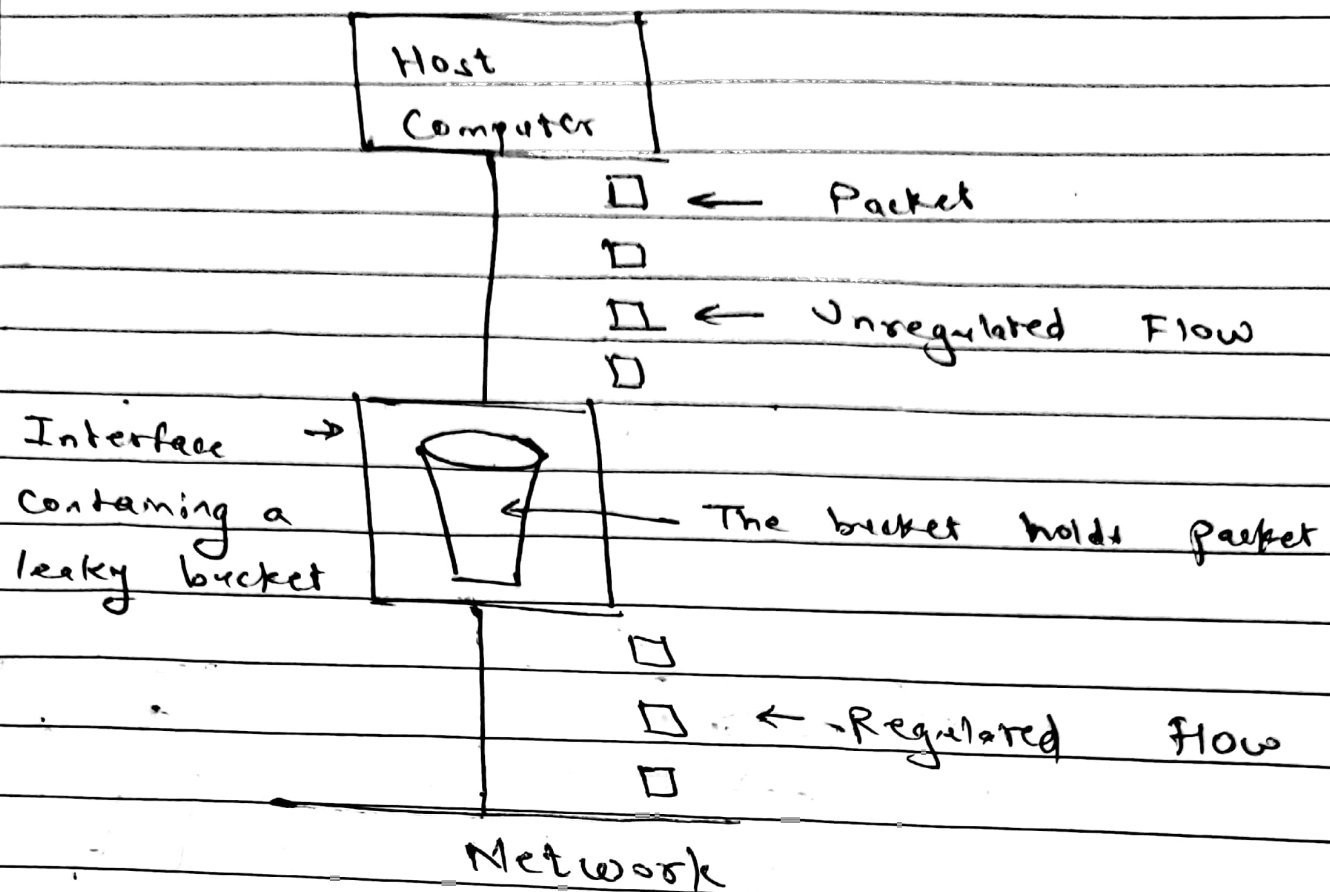 Host
Computer
Packet
Unregulated Flow
Interface
Containing a
leaky bucket
The bucket holds packet
Regulated Flow
Network